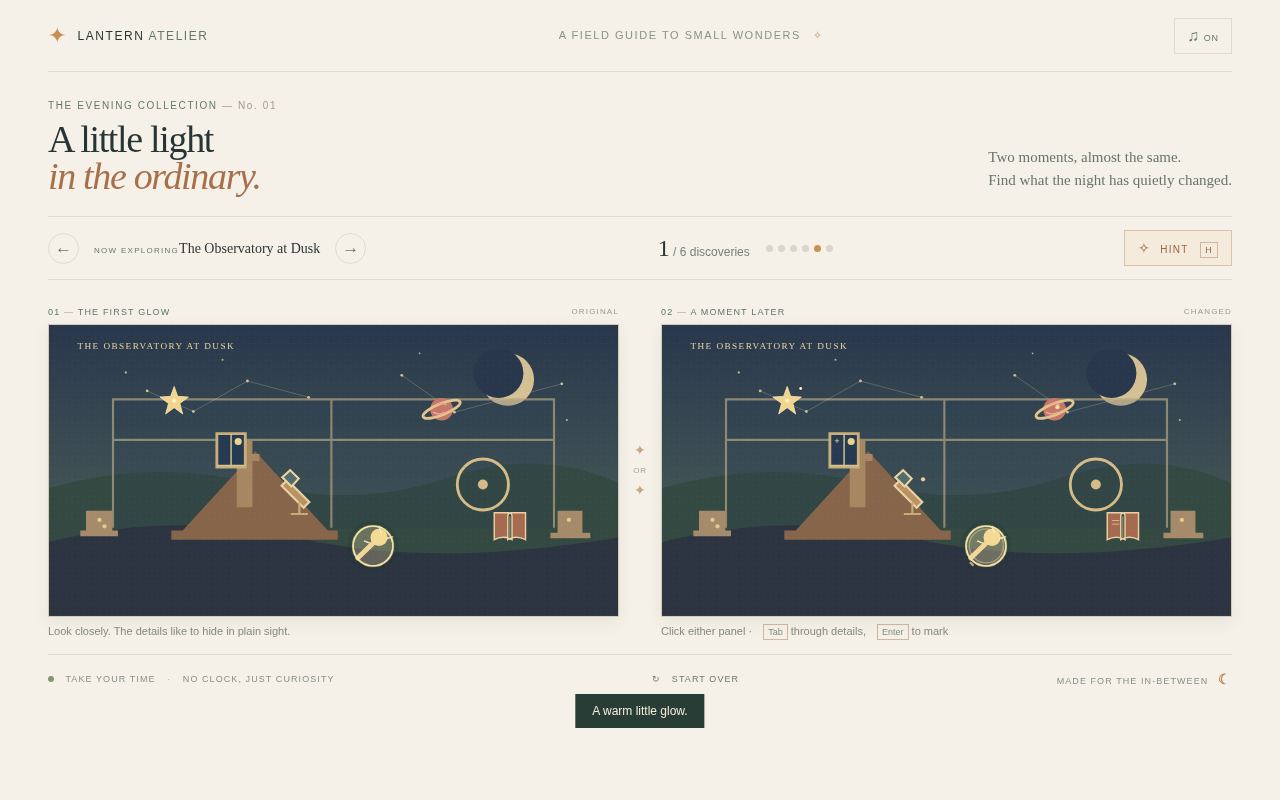 LANTERN ATELIER
A FIELD GUIDE TO SMALL WONDERS
ON
THE EVENING COLLECTION — No. 01
A little light
in the ordinary.
Two moments, almost the same.
Find what the night has quietly changed.
NOW EXPLORING The Observatory at Dusk
1 / 6 discoveries
HINT H
01 — THE FIRST GLOW
ORIGINAL
02 — A MOMENT LATER
CHANGED
THE OBSERVATORY AT DUSK
OR
THE OBSERVATORY AT DUSK
Look closely. The details like to hide in plain sight.
Click either panel · Tab through details, Enter to mark
TAKE YOUR TIME · NO CLOCK, JUST CURIOSITY
START OVER
MADE FOR THE IN-BETWEEN
A warm little glow.